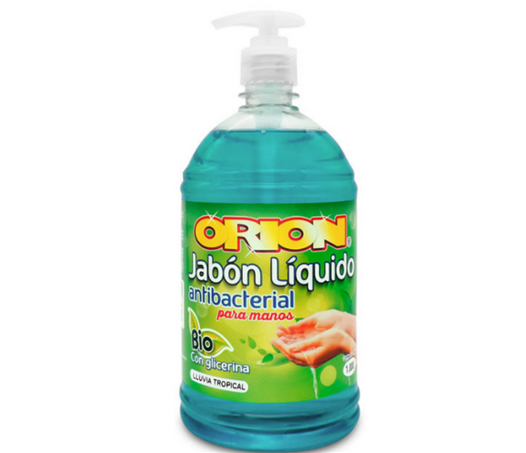 ORION
Jabón Líquido
antibacterial
para manos
Bio
Con glicerina
LLUVIA TROPICAL